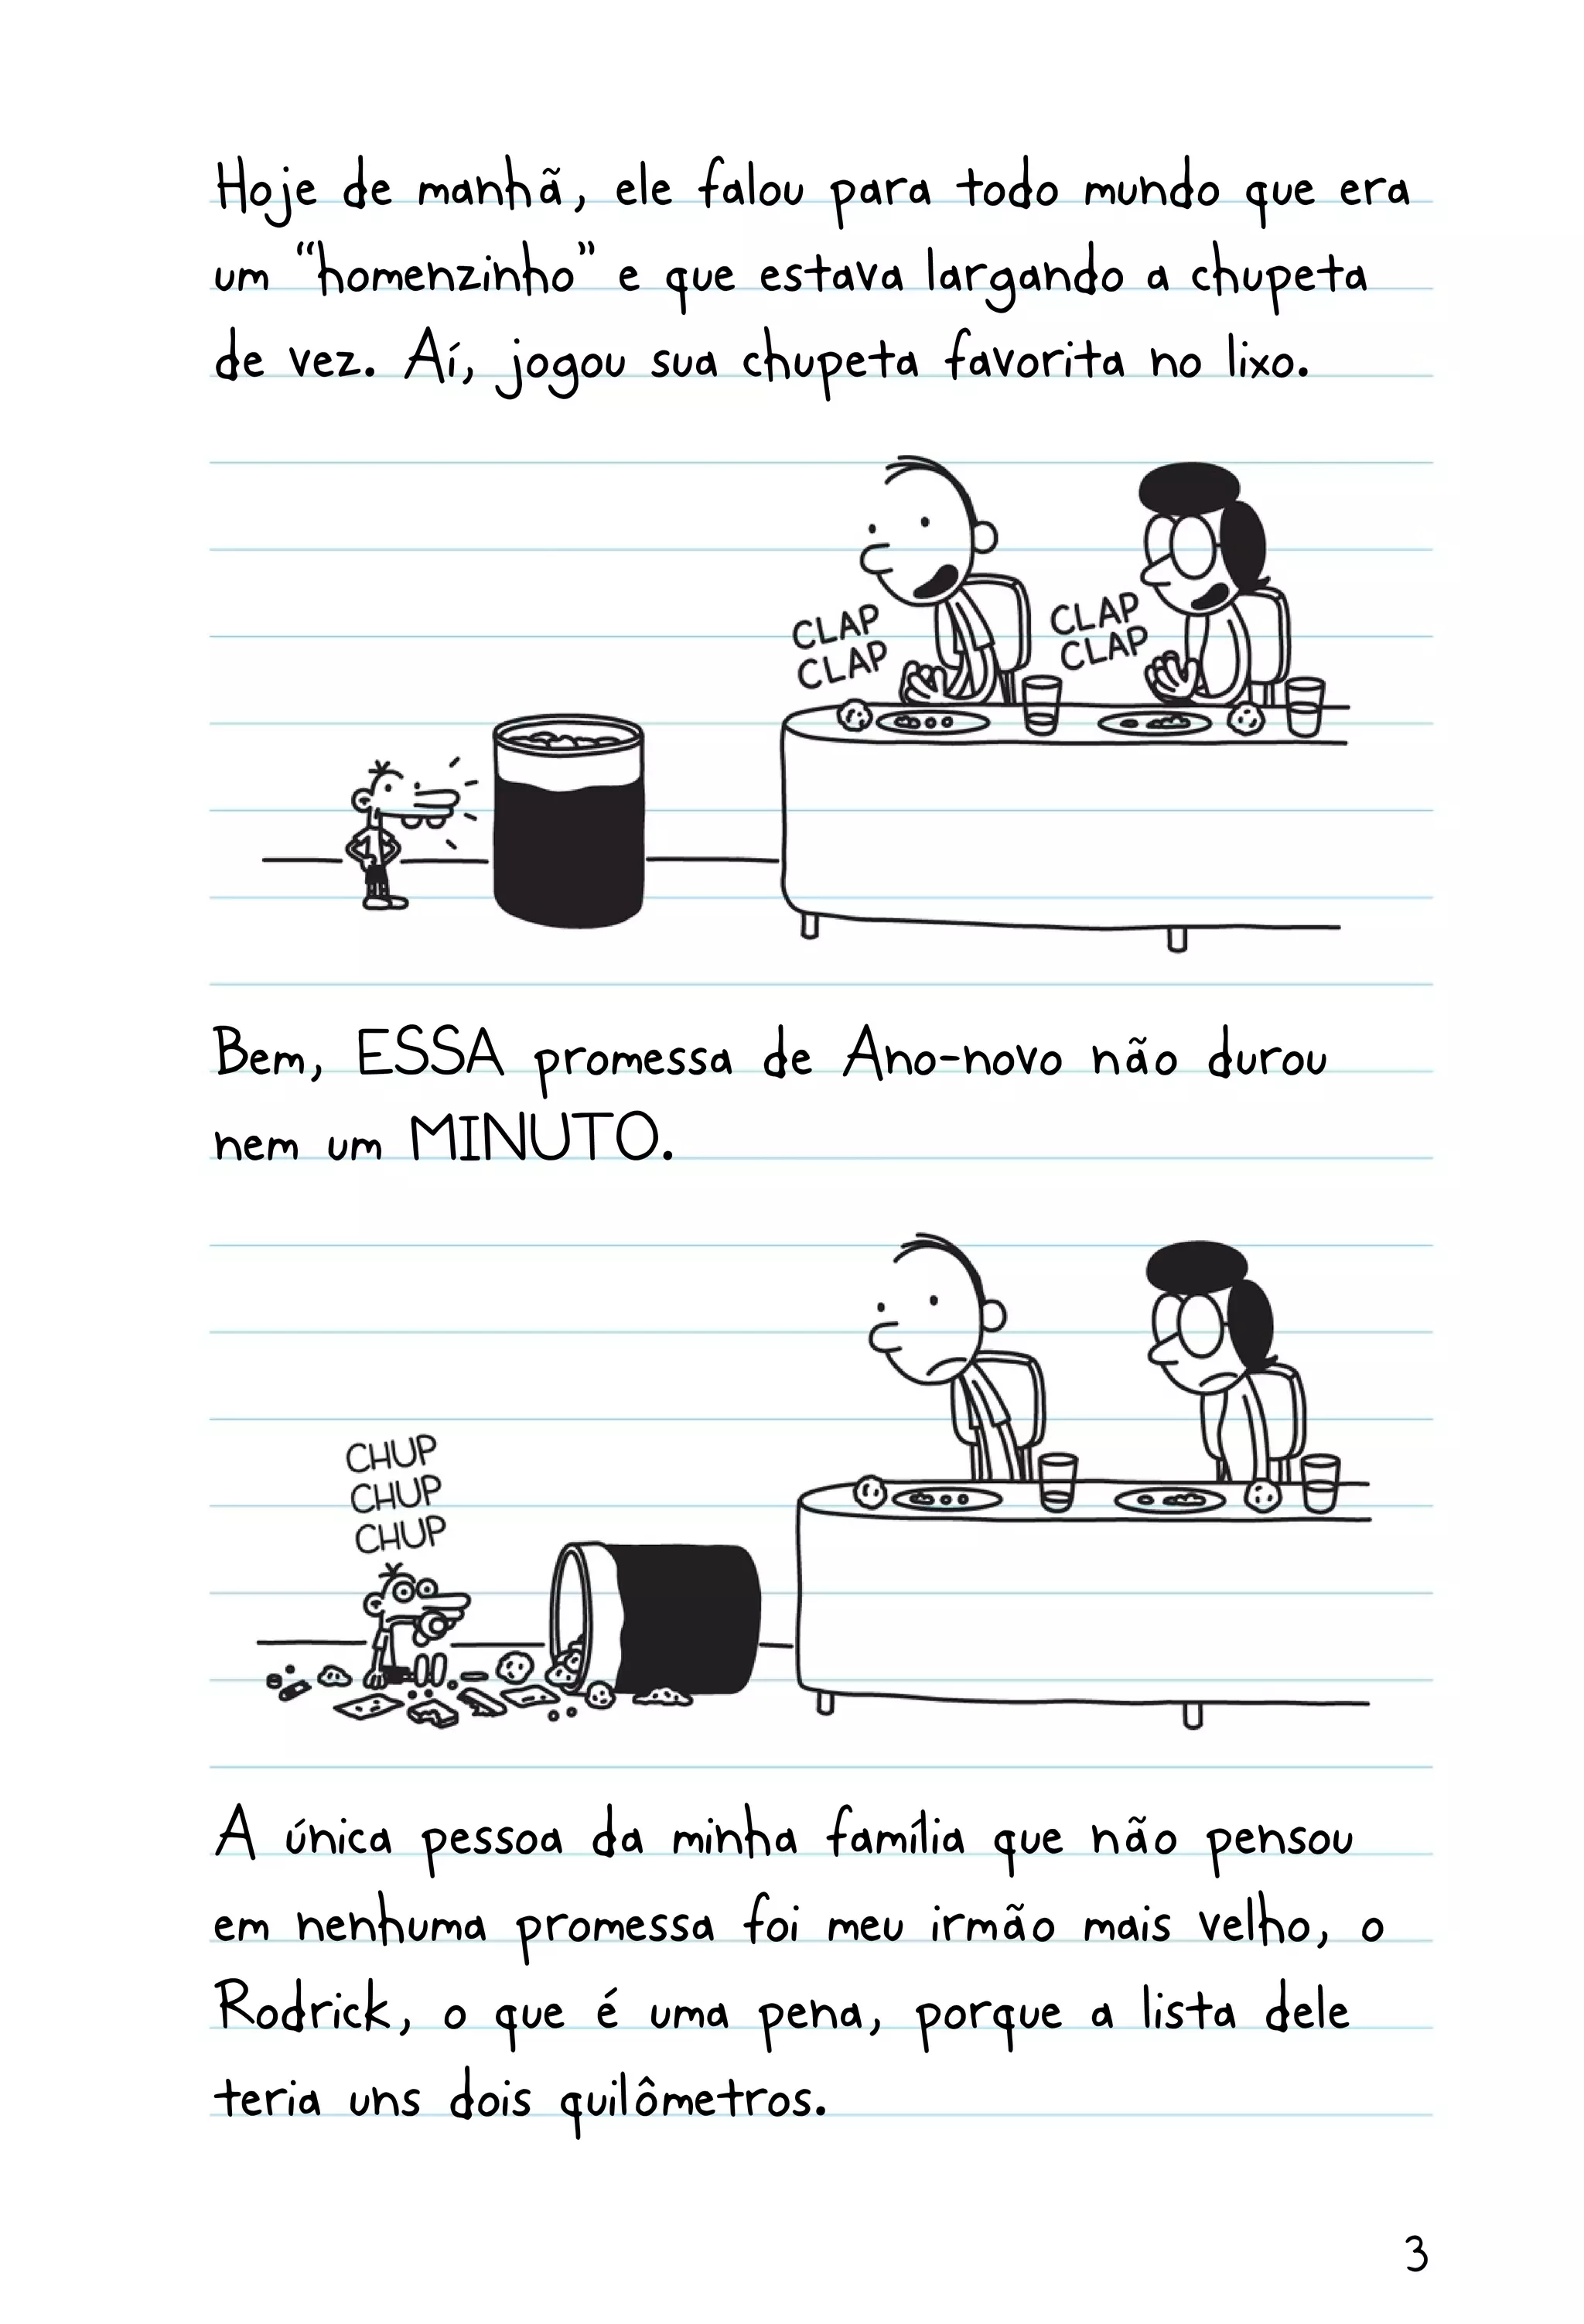 Hoje de manhã, ele falou para todo mundo que era
um “homenzinho” e que estava largando a chupeta
de vez. Aí, jogou sua chupeta favorita no lixo.
CLAP
CLAP
CLAP
CLAP
Bem, ESSA promessa de Ano-novo não durou
nem um MINUTO.
CHUP
CHUP
CHUP
A única pessoa da minha família que não pensou
em nenhuma promessa foi meu irmão mais velho, o
Rodrick, o que é uma pena, porque a lista dele
teria uns dois quilômetros.
3